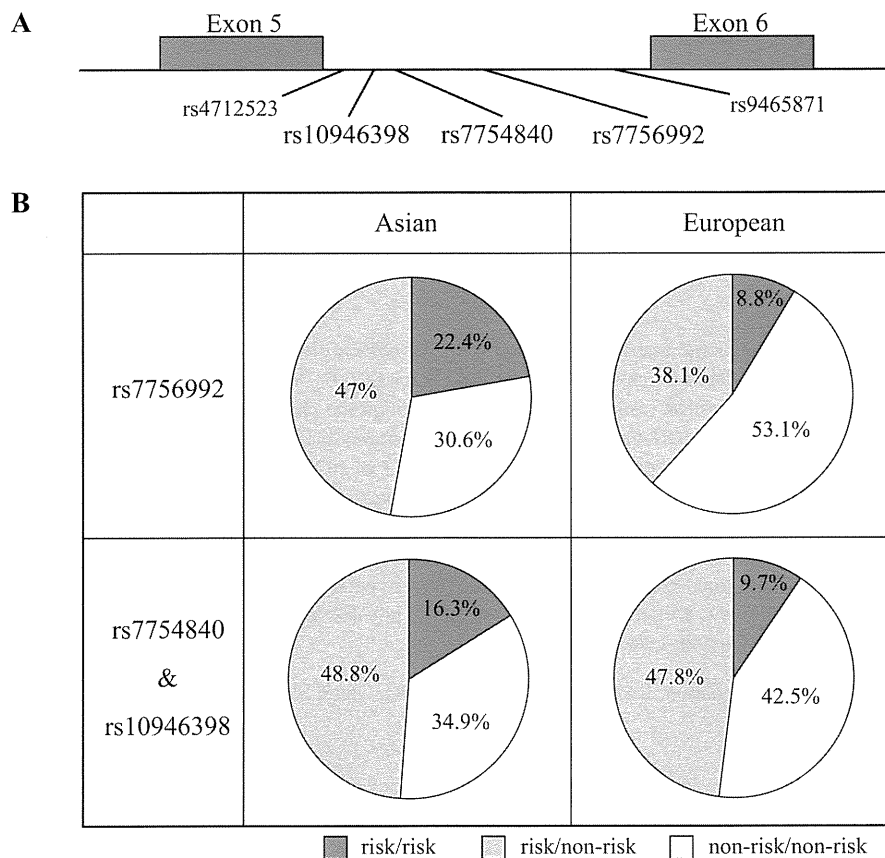 A
Exon 5
Exon 6
rs4712523
rs10946398
rs7754840
rs7756992
rs9465871
B
Asian
European
rs7756992
22.4%
47%
30.6%
8.8%
38.1%
53.1%
rs7754840
&
rs10946398
16.3%
48.8%
34.9%
9.7%
47.8%
42.5%
risk/risk
risk/non-risk
non-risk/non-risk